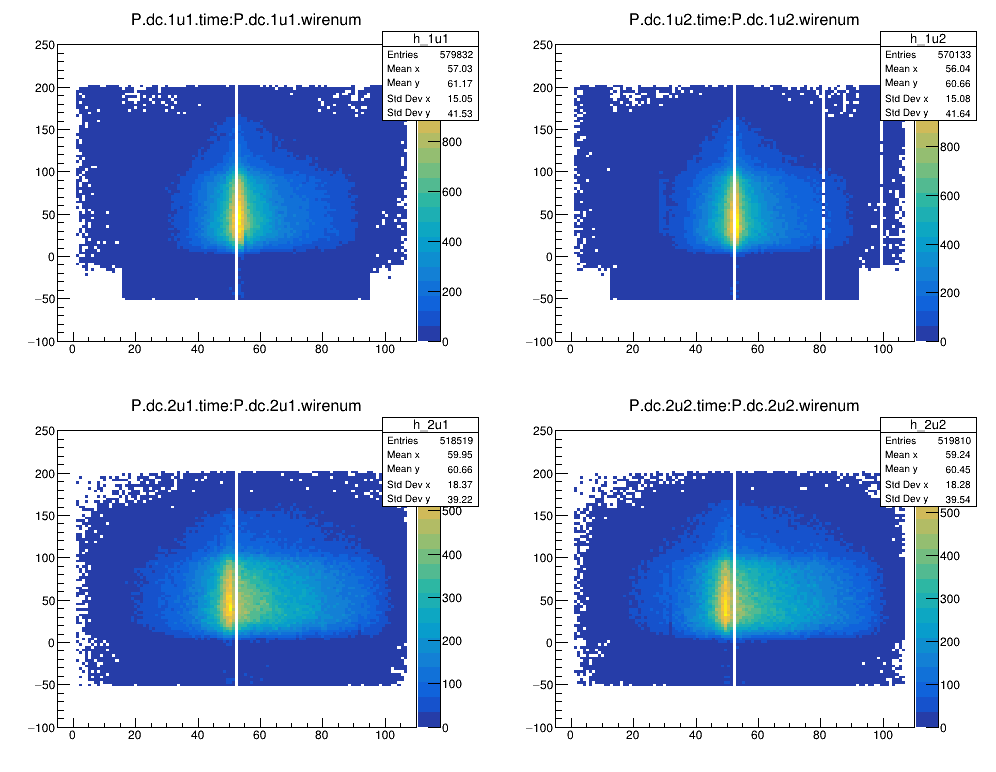 P.dc.1u1.time:P.dc.1u1.wirenum
h_1u1
Entries 579832
Mean x 57.03
Mean y 61.17
Std Dev x 15.05
Std Dev y 41.53
250
200
150
100
50
0
−50
−100
0 20 40 60 80 100
800
600
400
200
0
P.dc.1u2.time:P.dc.1u2.wirenum
h_1u2
Entries 570133
Mean x 56.04
Mean y 60.66
Std Dev x 15.08
Std Dev y 41.64
250
200
150
100
50
0
−50
−100
0 20 40 60 80 100
800
600
400
200
0
P.dc.2u1.time:P.dc.2u1.wirenum
h_2u1
Entries 518519
Mean x 59.95
Mean y 60.66
Std Dev x 18.37
Std Dev y 39.22
250
200
150
100
50
0
−50
−100
0 20 40 60 80 100
500
400
300
200
100
0
P.dc.2u2.time:P.dc.2u2.wirenum
h_2u2
Entries 519810
Mean x 59.24
Mean y 60.45
Std Dev x 18.28
Std Dev y 39.54
250
200
150
100
50
0
−50
−100
0 20 40 60 80 100
500
400
300
200
100
0